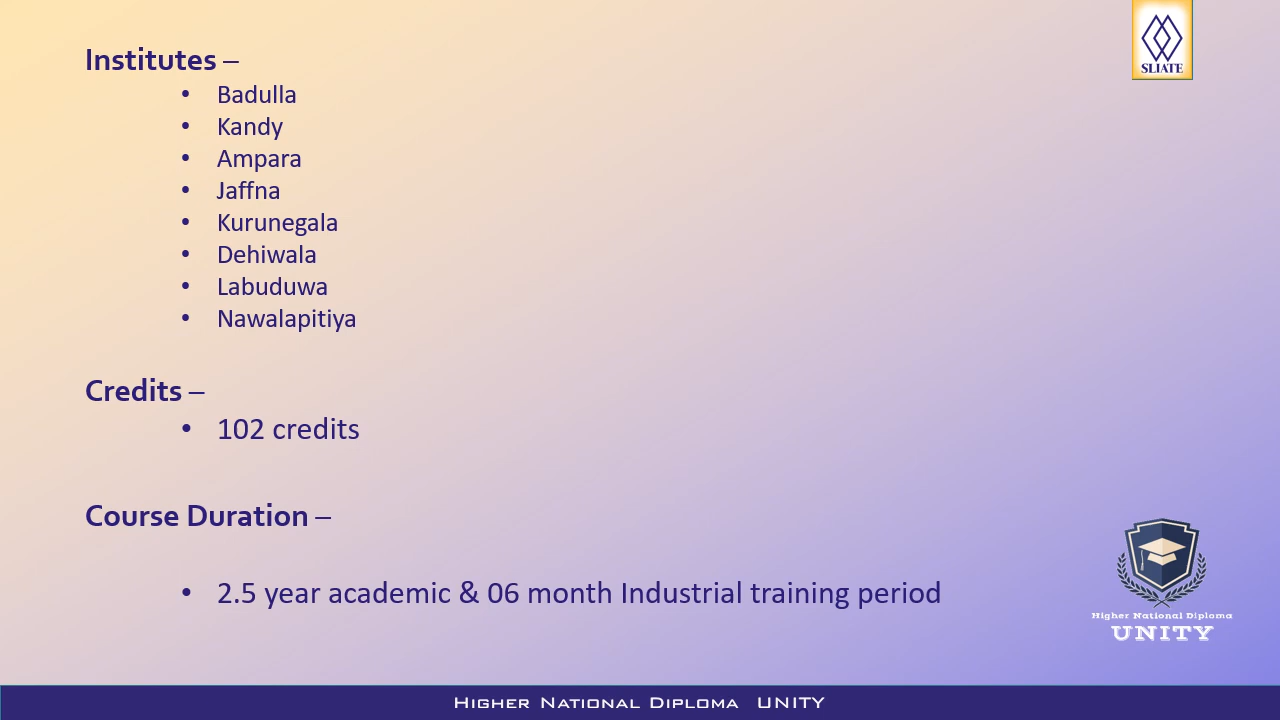 Institutes –
SLIATE
• Badulla
• Kandy
• Ampara
• Jaffna
• Kurunegala
• Dehiwala
• Labuduwa
• Nawalapitiya
Credits –
• 102 credits
Course Duration –
• 2.5 year academic & 06 month Industrial training period
Higher National Diploma
UNITY
Higher National Diploma UNITY